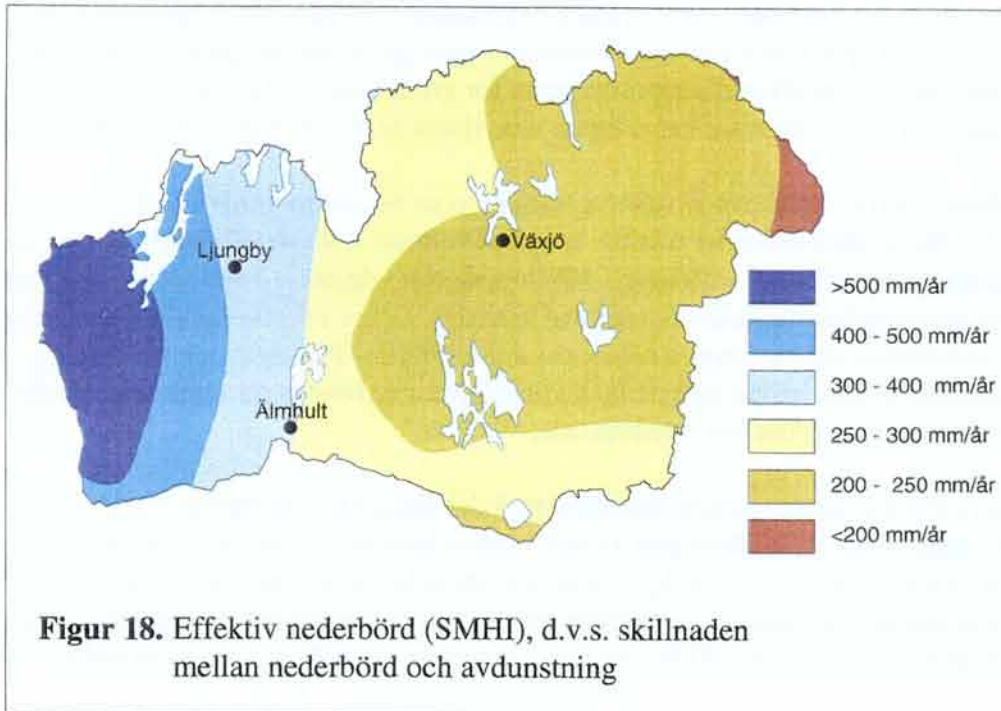 Ljungby
Växjö
Älmhult
>500 mm/år
400 - 500 mm/år
300 - 400 mm/år
250 - 300 mm/år
200 - 250 mm/år
<200 mm/år
Figur 18. Effektiv nederbörd (SMHI), d.v.s. skillnaden
mellan nederbörd och avdunstning